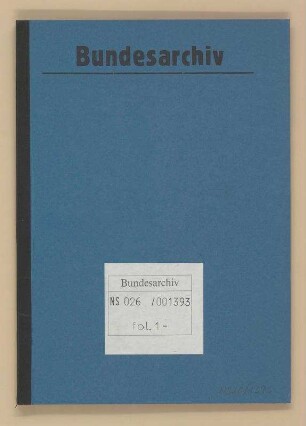 Bundesarchiv
Bundesarchiv
NS 026 /001393
fol. 1-